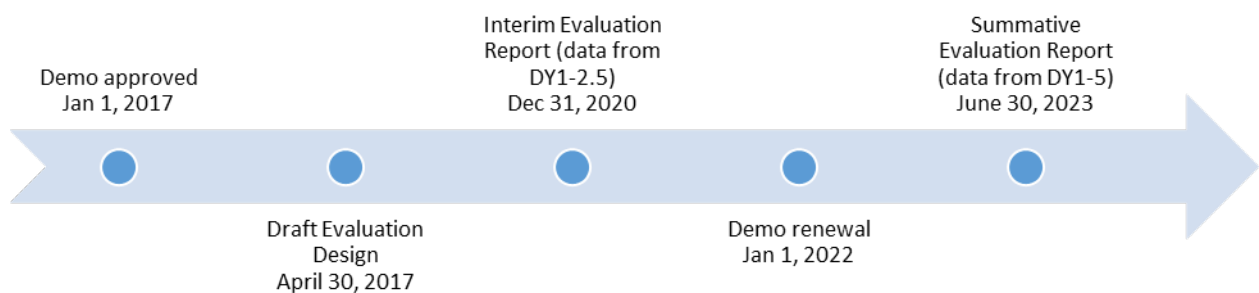 Demo approved
Jan 1, 2017
Draft Evaluation
Design
April 30, 2017
Interim Evaluation
Report (data from
DY1-2.5)
Dec 31, 2020
Demo renewal
Jan 1, 2022
Summative
Evaluation Report
(data from DY1-5)
June 30, 2023